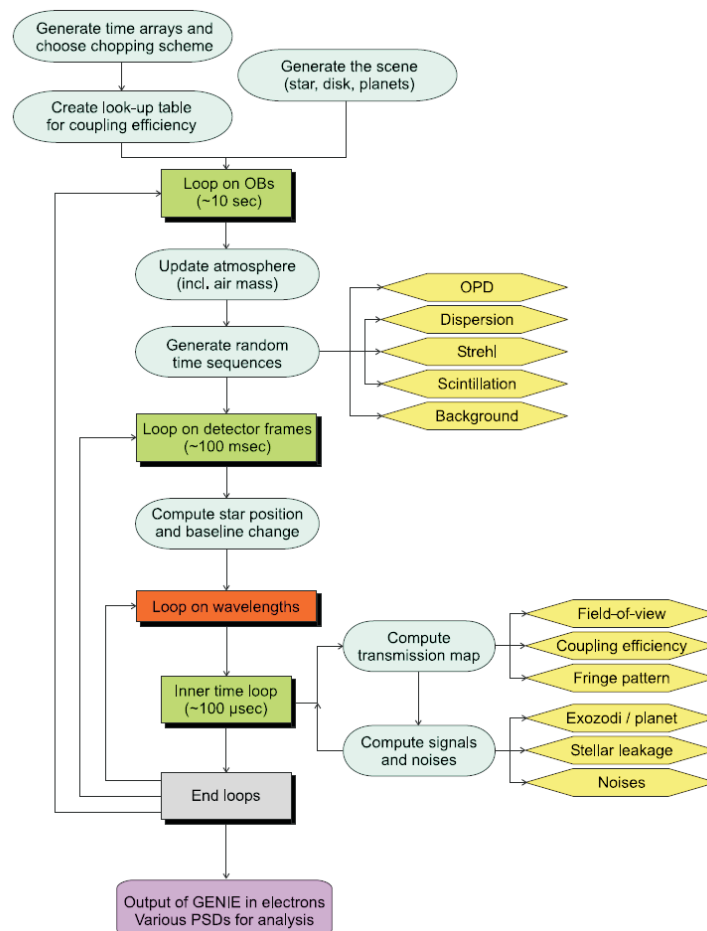 Generate time arrays and
choose chopping scheme
Generate the scene
(star, disk, planets)
Create look-up table
for coupling efficiency
Loop on OBs
(~10 sec)
Update atmosphere
(incl. air mass)
OPD
Dispersion
Generate random
time sequences
Strehl
Scintillation
Background
Loop on detector frames
(~100 msec)
Compute star position
and baseline change
Loop on wavelengths
Field-of-view
Compute
transmission map
Coupling efficiency
Fringe pattern
Inner time loop
(~100 µsec)
Exozodi / planet
Compute signals
and noises
Stellar leakage
Noises
End loops
Output of GENIE in electrons
Various PSDs for analysis